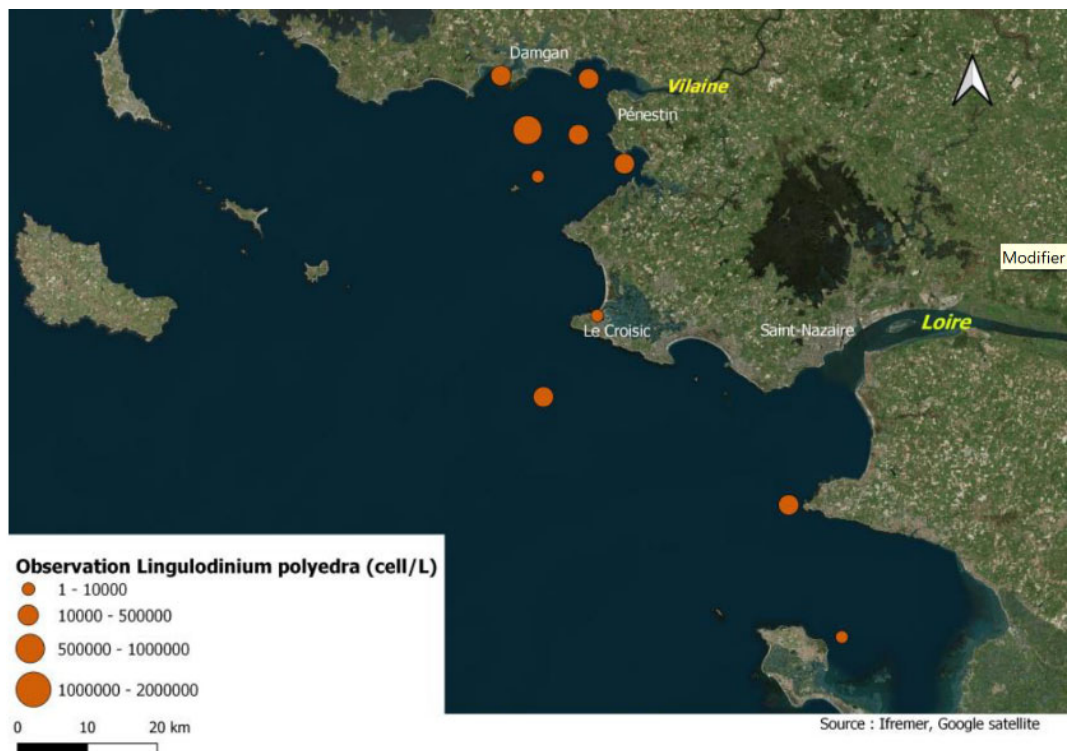 Damgan
Vilaine
Pénestin
Modifier
Le Croisic
Saint-Nazaire
Loire
Observation Lingulodinium polyedra (cell/L)
1 - 10000
10000 - 500000
500000 - 1000000
1000000 - 2000000
0 10 20 km
Source : Ifremer, Google satellite